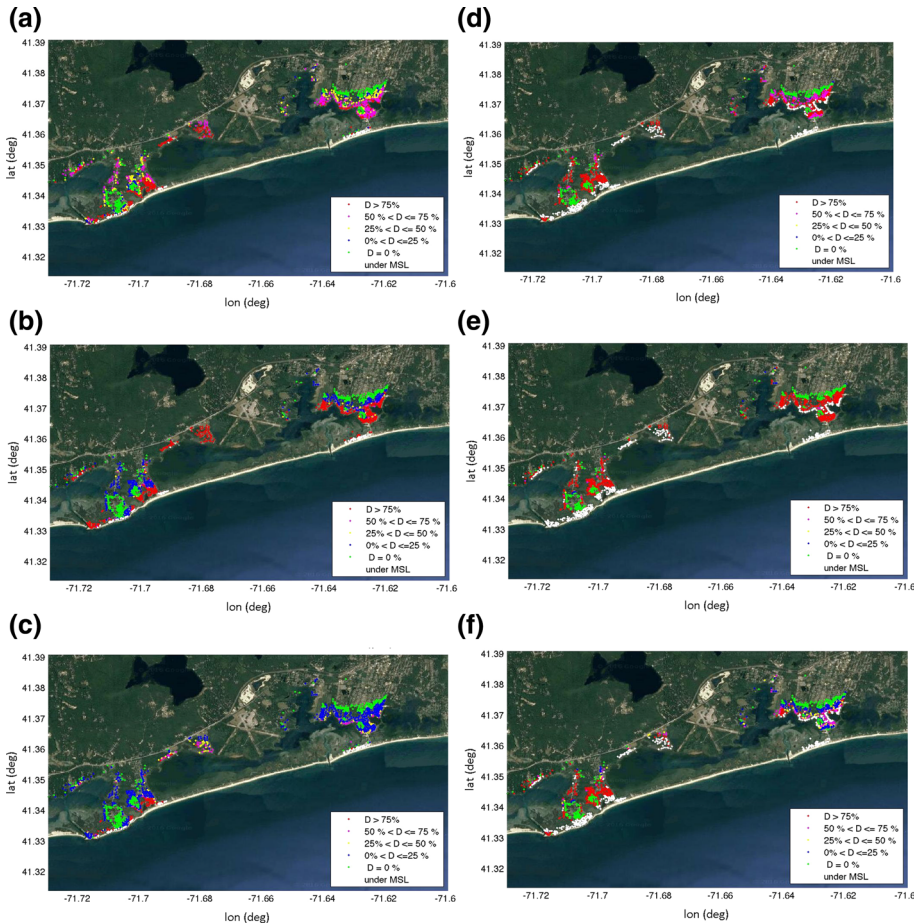 (a)
41.39
41.38
41.37
41.36
41.35
41.34
41.33
41.32
lat (deg)
-71.72
-71.7
-71.68
-71.66
-71.64
-71.62
-71.6
lon (deg)
D > 75%
50 % < D <= 75 %
25% < D <= 50 %
0% < D <=25 %
D = 0 %
under MSL
(d)
41.39
41.38
41.37
41.36
41.35
41.34
41.33
41.32
lat (deg)
-71.72
-71.7
-71.68
-71.66
-71.64
-71.62
-71.6
lon (deg)
D > 75%
50 % < D <= 75 %
25% < D <= 50 %
0% < D <=25 %
D = 0 %
under MSL
(b)
41.39
41.38
41.37
41.36
41.35
41.34
41.33
41.32
lat (deg)
-71.72
-71.7
-71.68
-71.66
-71.64
-71.62
-71.6
lon (deg)
D > 75%
50 % < D <= 75 %
25% < D <= 50 %
0% < D <=25 %
D = 0 %
under MSL
(e)
41.39
41.38
41.37
41.36
41.35
41.34
41.33
41.32
lat (deg)
-71.72
-71.7
-71.68
-71.66
-71.64
-71.62
-71.6
lon (deg)
D > 75%
50 % < D <= 75 %
25% < D <= 50 %
0% < D <=25 %
D = 0 %
under MSL
(c)
41.39
41.38
41.37
41.36
41.35
41.34
41.33
41.32
lat (deg)
-71.72
-71.7
-71.68
-71.66
-71.64
-71.62
-71.6
lon (deg)
D > 75%
50 % < D <= 75 %
25% < D <= 50 %
0% < D <=25 %
D = 0 %
under MSL
(f)
41.39
41.38
41.37
41.36
41.35
41.34
41.33
41.32
lat (deg)
-71.72
-71.7
-71.68
-71.66
-71.64
-71.62
-71.6
lon (deg)
D > 75%
50 % < D <= 75 %
25% < D <= 50 %
0% < D <=25 %
D = 0 %
under MSL